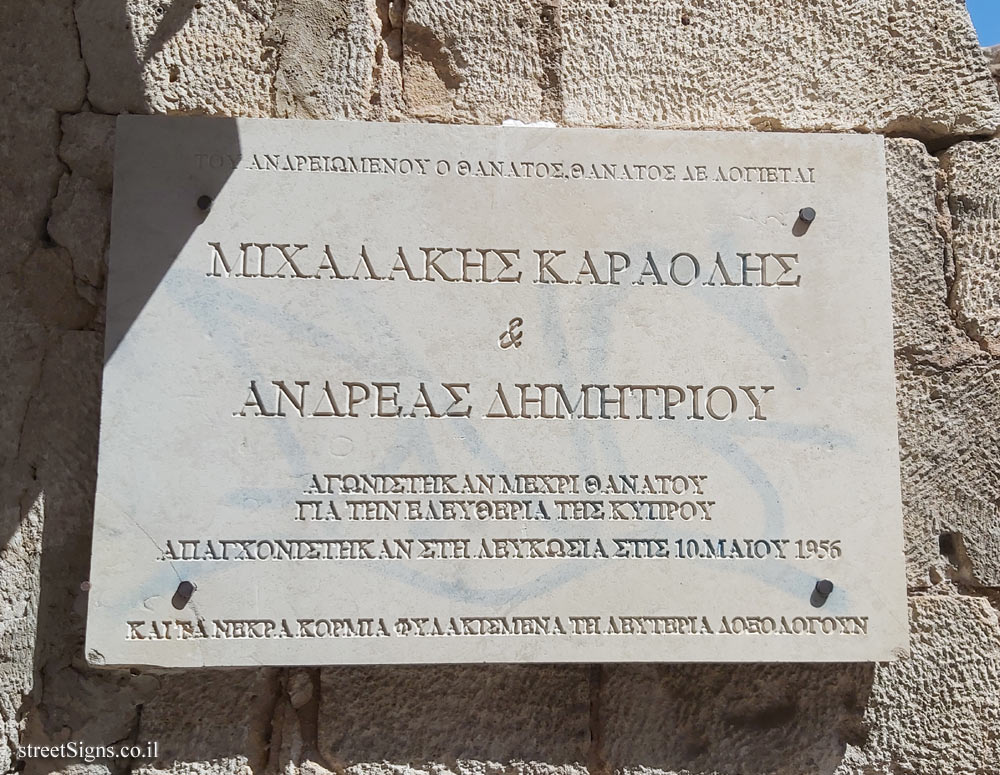 ΤΟΥ ΑΝΔΡΕΙΩΜΕΝΟΥ Ο ΘΑΝΑΤΟΣ,ΘΑΝΑΤΟΣ ΔΕ ΛΟΓΙΕΤΑΙ
ΜΙΧΑΛΑΚΗΣ ΚΑΡΑΟΛΗΣ
&
ΑΝΔΡΕΑΣ ΔΗΜΗΤΡΙΟΥ
ΑΓΩΝΙΣΤΗΚΑΝ ΜΕΧΡΙ ΘΑΝΑΤΟΥ
ΓΙΑ ΤΗΝ ΕΛΕΥΘΕΡΙΑ ΤΗΣ ΚΥΠΡΟΥ
ΑΠΑΓΧΟΝΙΣΤΗΚΑΝ ΣΤΗ ΛΕΥΚΩΣΙΑ ΣΤΙΣ 10.ΜΑΙΟΥ 1956
ΚΑΙ ΤΑ ΝΕΚΡΑ ΚΟΡΜΙΑ ΦΥΛΑΚΙΣΜΕΝΑ ΤΗ ΛΕΥΤΕΡΙΑ ΔΟΞΟΛΟΓΟΥΝ
streetSigns.co.il